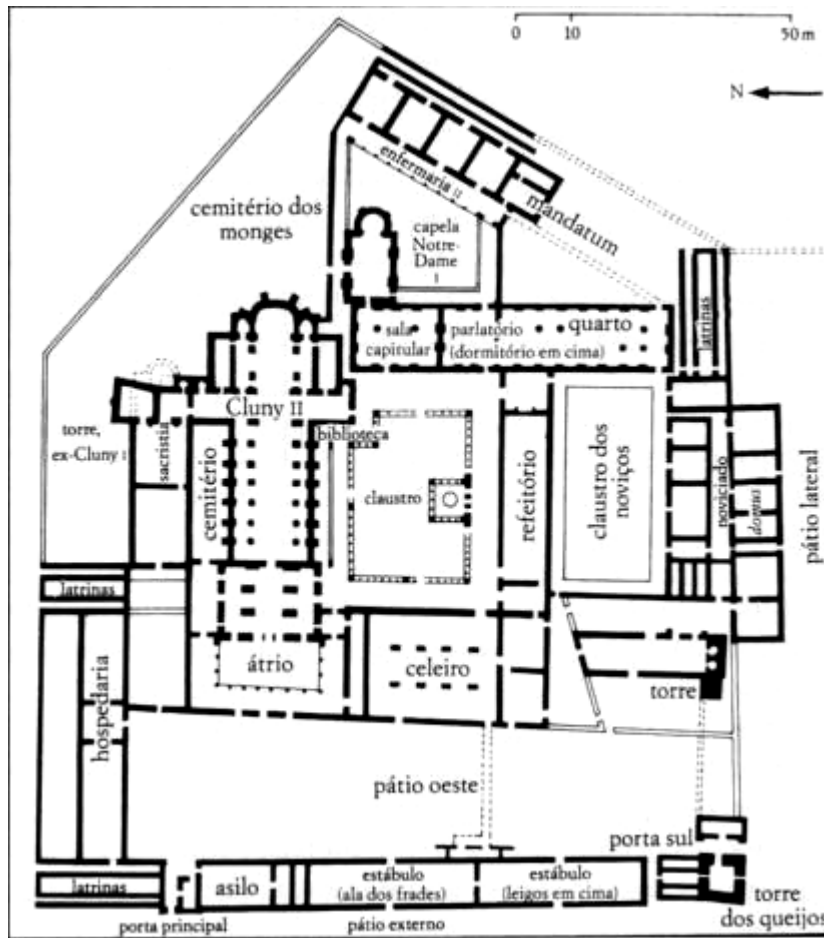 0 10 50 m
N
enfermaria II
mandatum
cemitério dos
monges
capela
Notre-
Dame
I
latrinas
sala
capitular
parlatório
quarto
(dormitório em cima)
Cluny II
biblioteca
torre,
ex-Cluny I
sacristia
cemitério
claustro
refeitório
claustro dos
noviços
noviciado
domus
pátio lateral
latrinas
átrio
celeiro
torre
hospedaria
pátio oeste
porta sul
latrinas
asilo
estábulo
(ala dos frades)
estábulo
(leigos em cima)
torre
dos queijos
porta principal
pátio externo